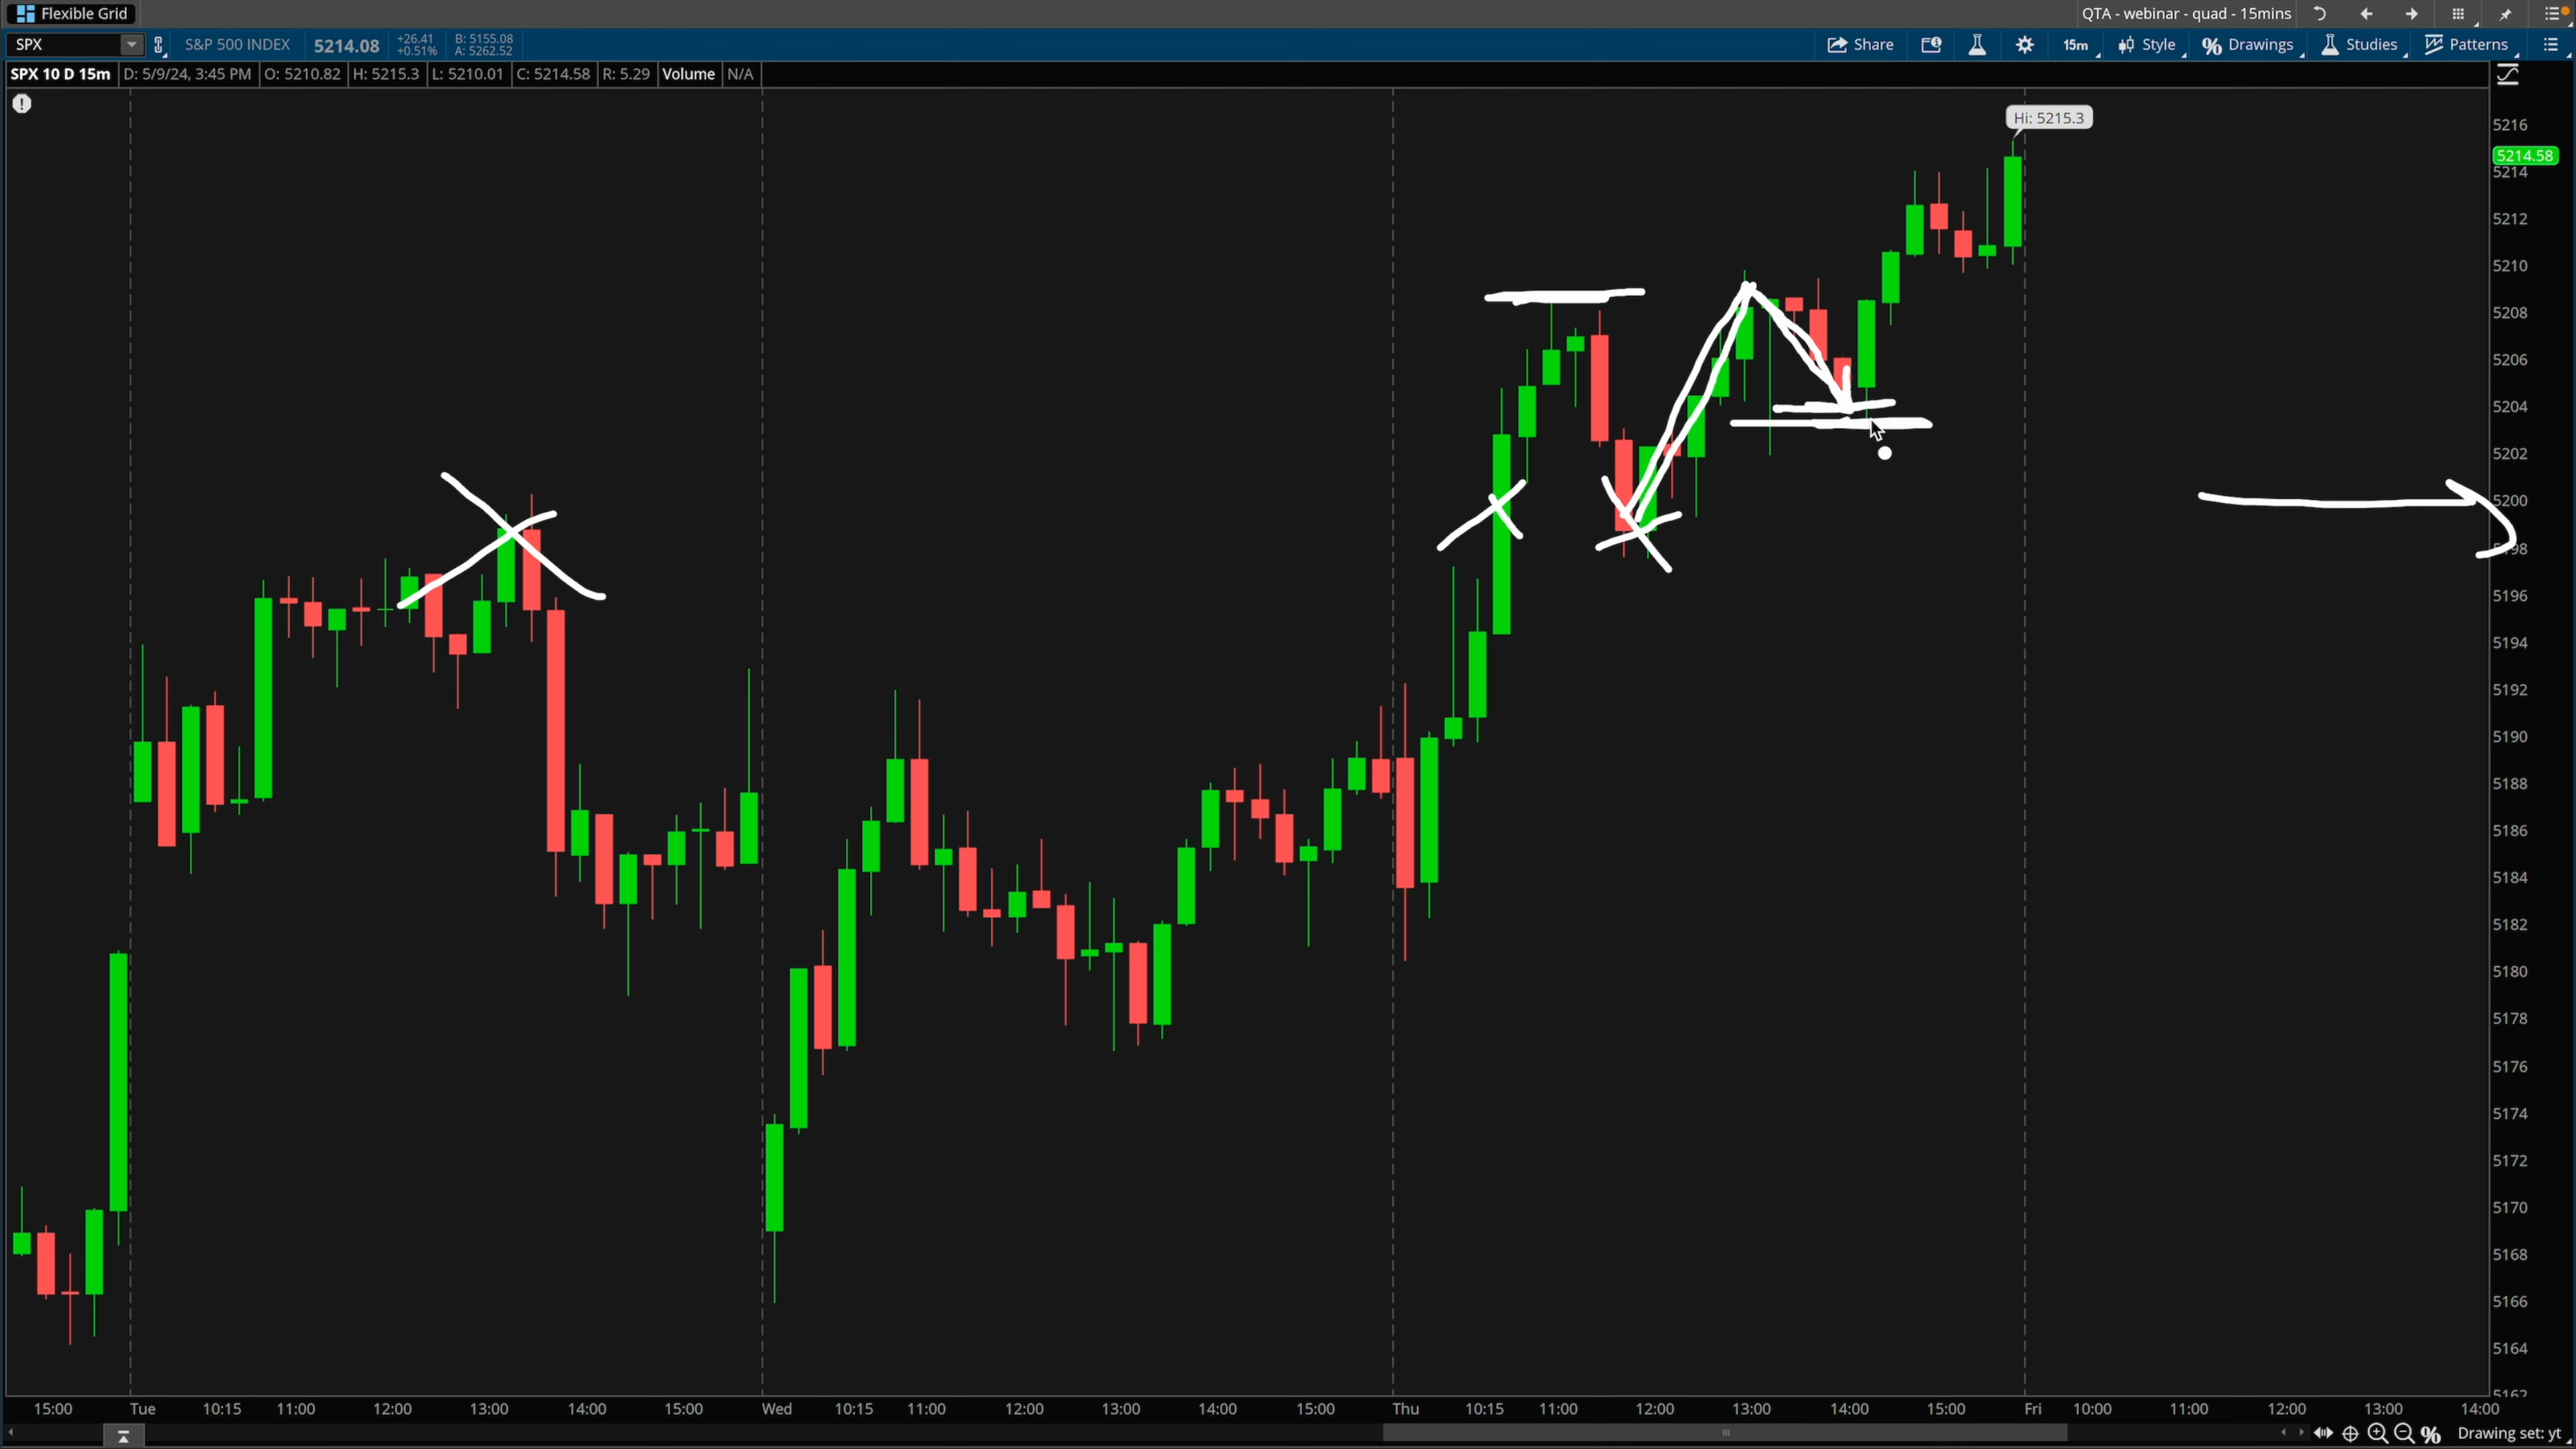 Flexible Grid
QTA - webinar - quad - 15mins
SPX
S&P 500 INDEX
5214.08
+26.41
+0.51%
B: 5155.08
A: 5262.52
Share
15m
Style
Drawings
Studies
Patterns
SPX 10 D 15m
D: 5/9/24, 3:45 PM
O: 5210.82
H: 5215.3
L: 5210.01
C: 5214.58
R: 5.29
Volume
N/A
Hi: 5215.3
5216
5214.58
5214
5212
5210
5208
5206
5204
5202
5200
5196
5194
5192
5190
5188
5186
5184
5182
5180
5178
5176
5174
5172
5170
5168
5166
5164
5162
15:00 Tue 10:15 11:00 12:00 13:00 14:00 15:00 Wed 10:15 11:00 12:00 13:00 14:00 15:00 Thu 10:15 11:00 12:00 13:00 14:00 15:00 Fri 10:00 11:00 12:00 13:00 14:00
Drawing set: yt